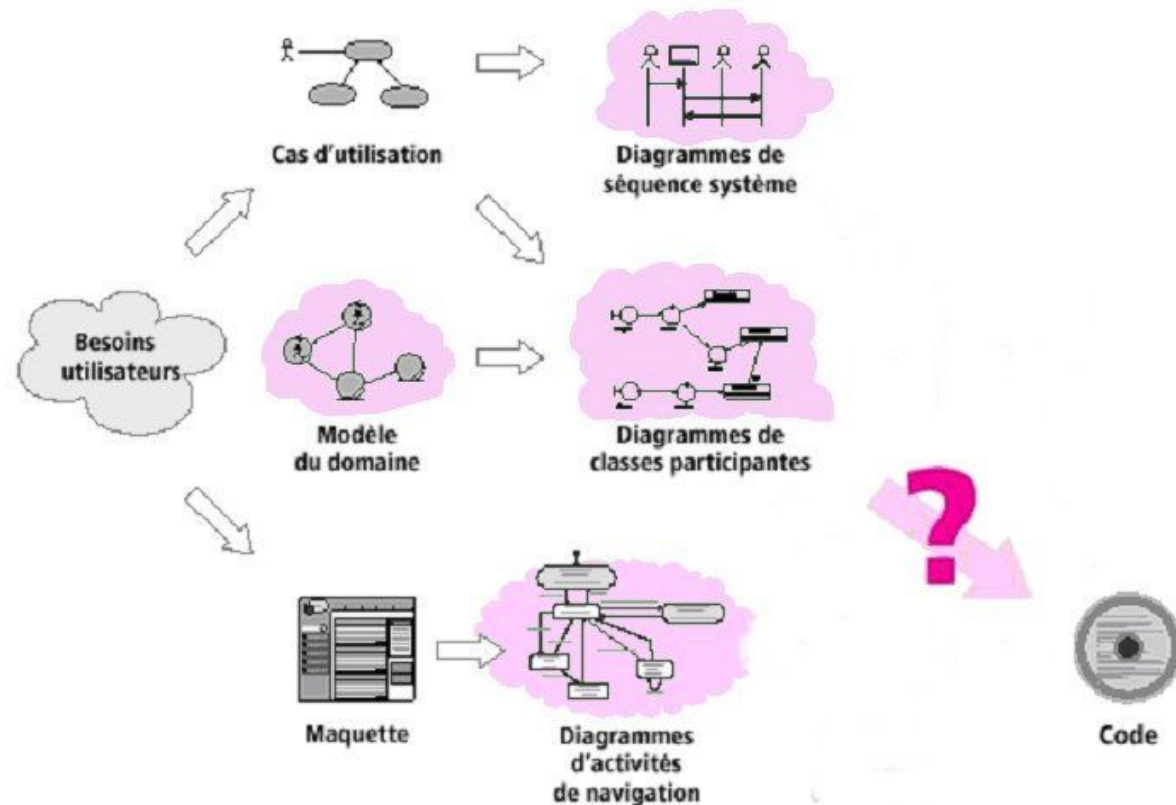 Cas d'utilisation
Diagrammes de
séquence système
Besoins
utilisateurs
Modèle
du domaine
Diagrammes de
classes participantes
?
Maquette
Diagrammes
d'activités
de navigation
Code